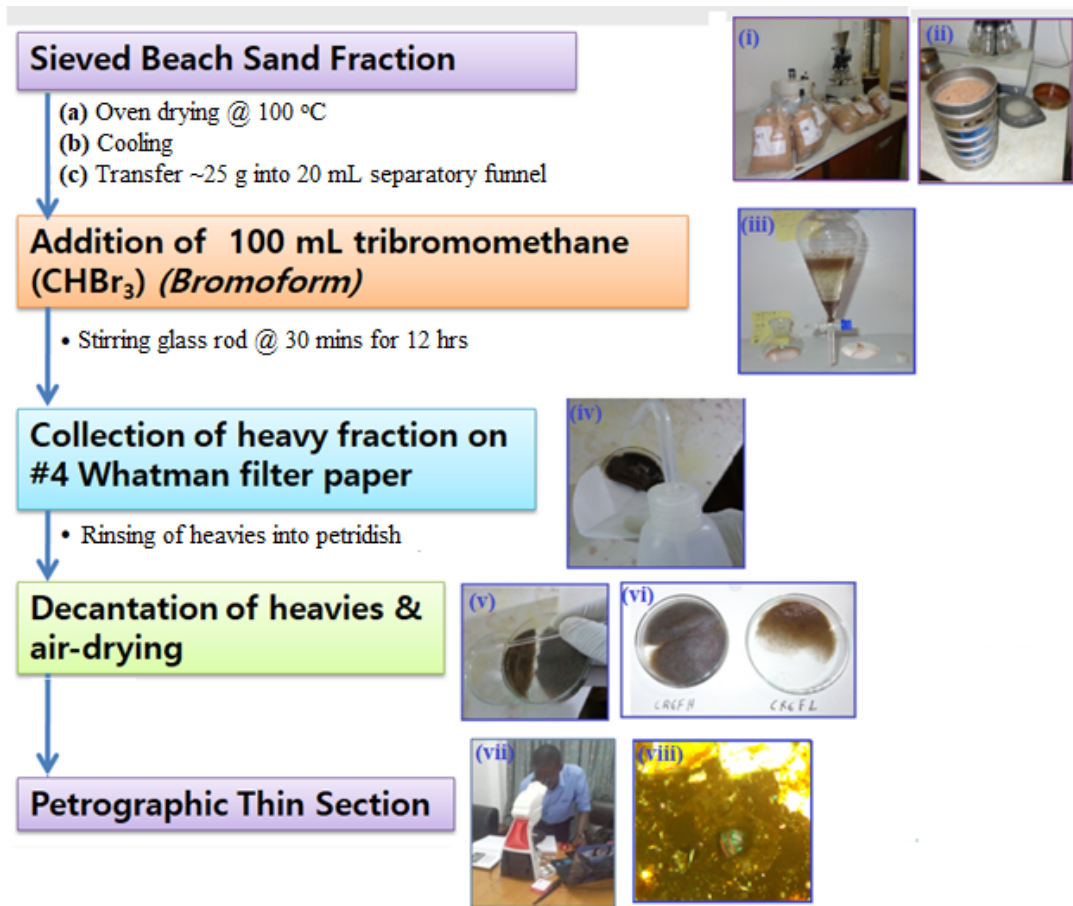 Sieved Beach Sand Fraction
(a) Oven drying @ 100 °C
(b) Cooling
(c) Transfer ~25 g into 20 mL separatory funnel
Addition of 100 mL tribromomethane
(CHBr₃) (Bromoform)
• Stirring glass rod @ 30 mins for 12 hrs
Collection of heavy fraction on
#4 Whatman filter paper
• Rinsing of heavies into petridish
Decantation of heavies &
air-drying
Petrographic Thin Section
(i)
(ii)
(iii)
(iv)
(v)
(vi)
CRGFH
CRGFL
(vii)
(viii)